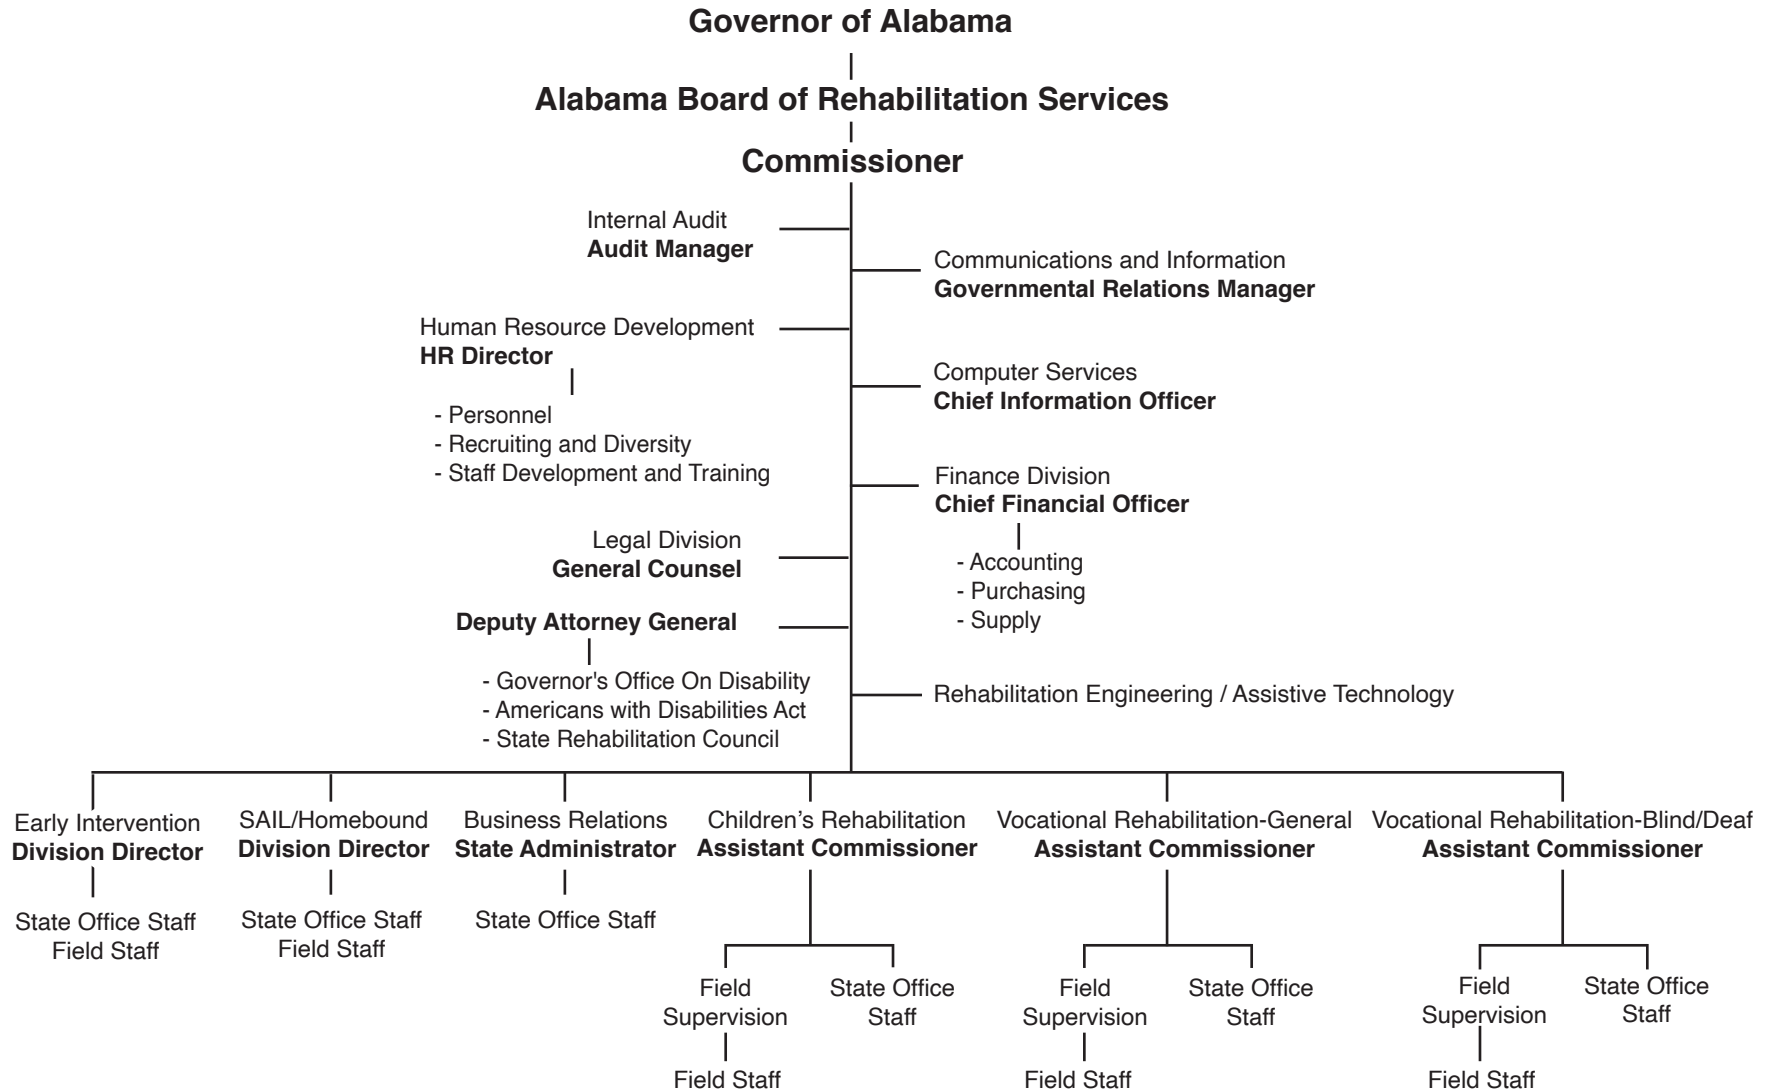 Governor of Alabama
Alabama Board of Rehabilitation Services
Commissioner
Internal Audit
Audit Manager
Communications and Information
Governmental Relations Manager
Human Resource Development
HR Director
- Personnel
- Recruiting and Diversity
- Staff Development and Training
Computer Services
Chief Information Officer
Finance Division
Chief Financial Officer
- Accounting
- Purchasing
- Supply
Legal Division
General Counsel
Deputy Attorney General
- Governor's Office On Disability
- Americans with Disabilities Act
- State Rehabilitation Council
Rehabilitation Engineering / Assistive Technology
Early Intervention
Division Director
State Office Staff
Field Staff
SAIL/Homebound
Division Director
State Office Staff
Field Staff
Business Relations
State Administrator
State Office Staff
Children’s Rehabilitation
Assistant Commissioner
Field
Supervision
Field Staff
State Office
Staff
Vocational Rehabilitation-General
Assistant Commissioner
Field
Supervision
Field Staff
State Office
Staff
Vocational Rehabilitation-Blind/Deaf
Assistant Commissioner
Field
Supervision
Field Staff
State Office
Staff